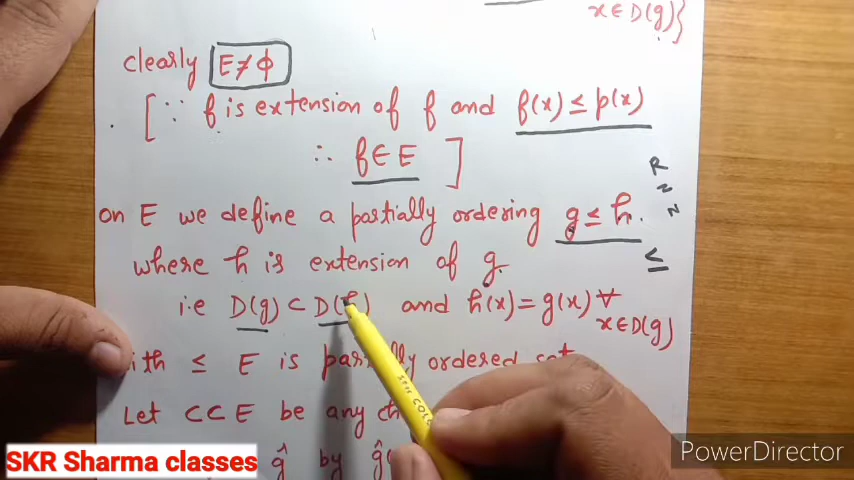 x ∈ D(g)}
clearly E ≠ ϕ
[ ∵ f is extension of f and f(x) ≤ p(x)
∴ f ∈ E ]
R
on E we define a partially ordering g ≤ h.
≤
where h is extension of g.
i.e D(g) ⊂ D( ) and h(x) = g(x) ∀
x ∈ D(g)
≤ E is partially ordered set
Let C ⊂ E be any
ĝ by
SKR Sharma classes
PowerDirector